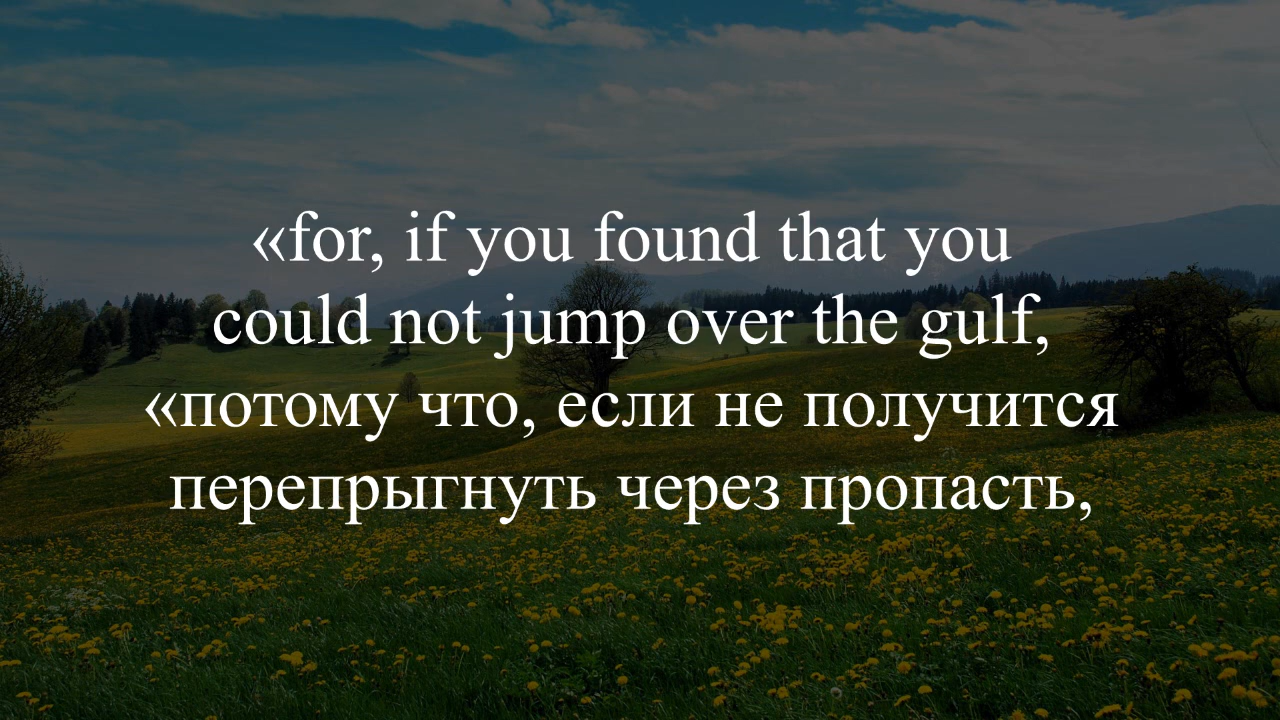 «for, if you found that you
could not jump over the gulf,
«потому что, если не получится
перепрыгнуть через пропасть,